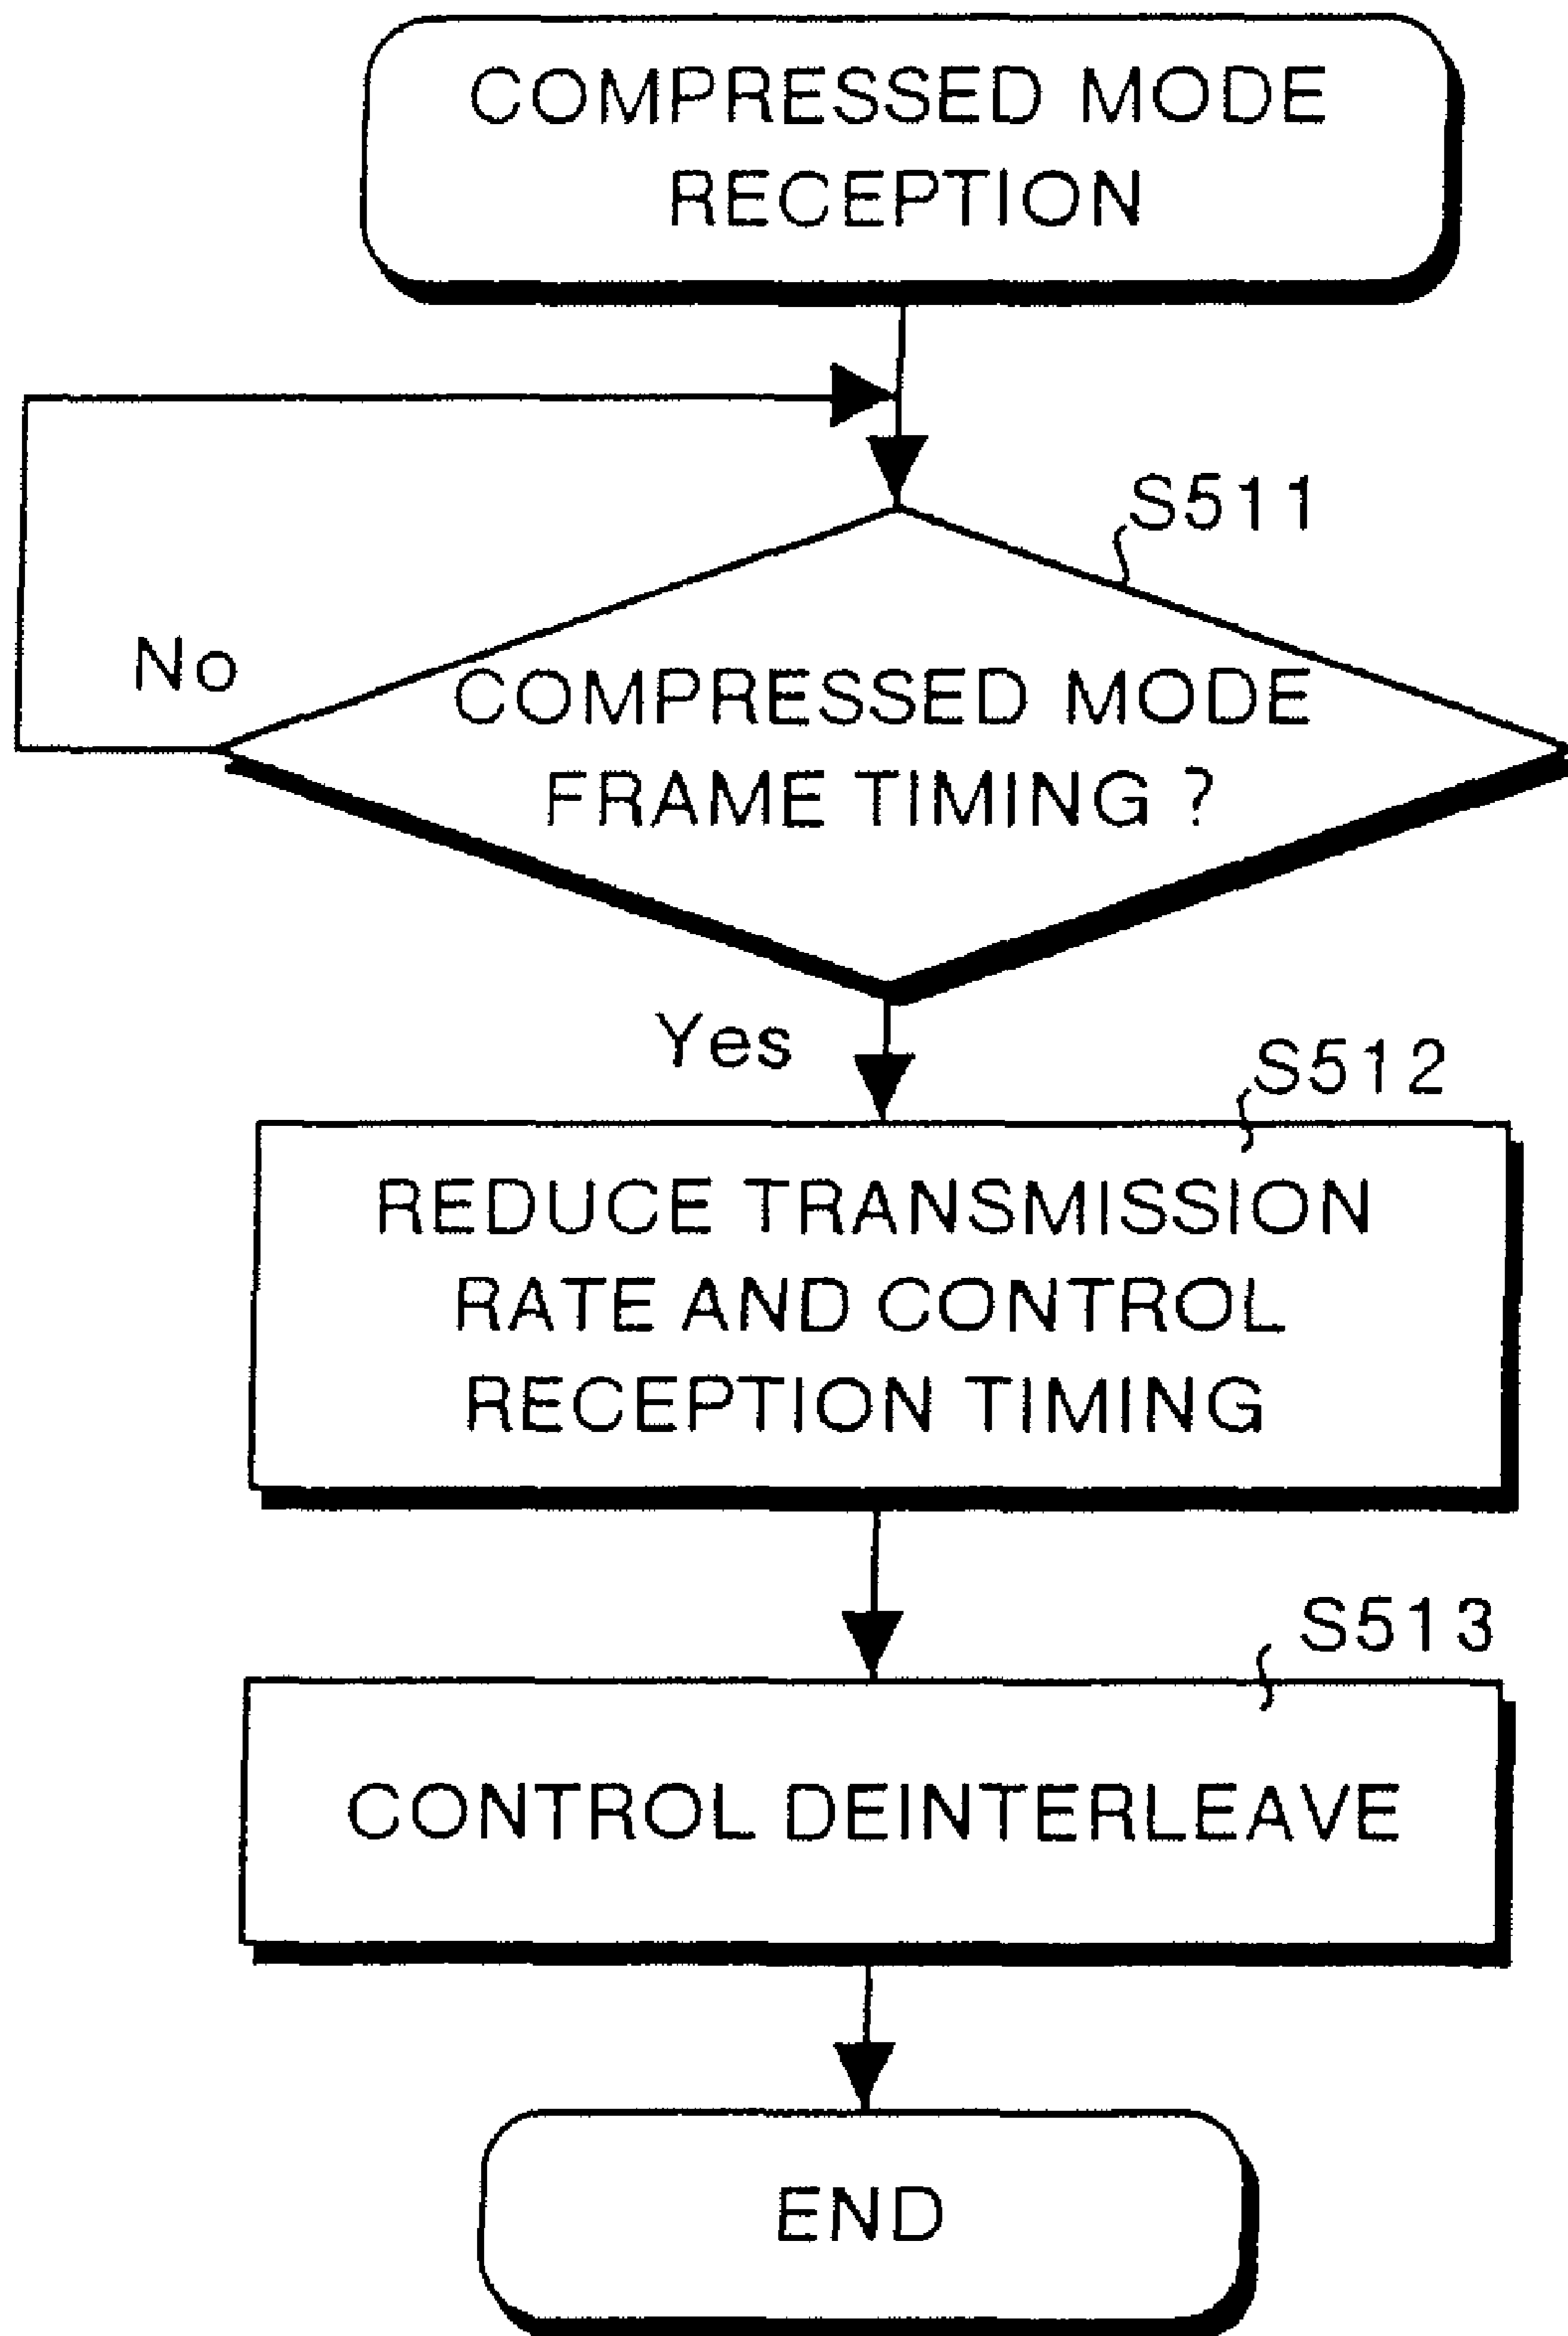 COMPRESSED MODE
RECEPTION
S511
No
COMPRESSED MODE
FRAME TIMING ?
Yes
S512
REDUCE TRANSMISSION
RATE AND CONTROL
RECEPTION TIMING
S513
CONTROL DEINTERLEAVE
END